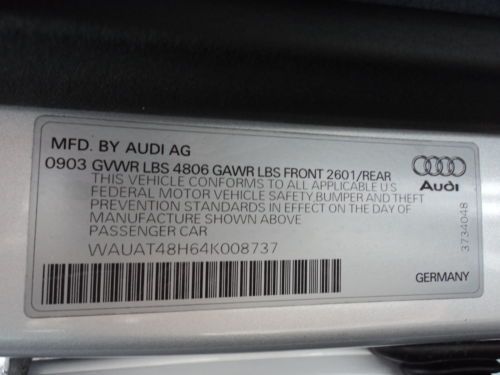 MFD. BY AUDI AG
0903 GVWR LBS 4806 GAWR LBS FRONT 2601/REAR
THIS VEHICLE CONFORMS TO ALL APPLICABLE U.S
FEDERAL MOTOR VEHICLE SAFETY,BUMPER AND THEFT
PREVENTION STANDARDS IN EFFECT ON THE DAY OF
MANUFACTURE SHOWN ABOVE
PASSENGER CAR
WAUAT48H64K008737
Audi
3734048
GERMANY